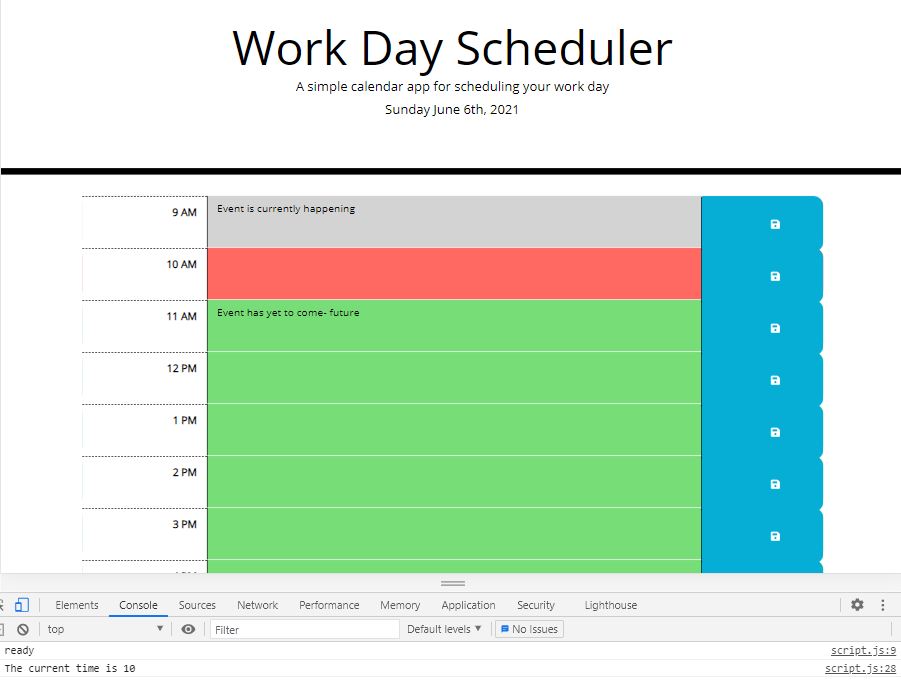 Work Day Scheduler
A simple calendar app for scheduling your work day
Sunday June 6th, 2021
9 AM Event is currently happening
10 AM
11 AM Event has yet to come- future
12 PM
1 PM
2 PM
3 PM
Elements Console Sources Network Performance Memory Application Security Lighthouse
top Filter Default levels No Issues
ready script.js:9
The current time is 10 script.js:28